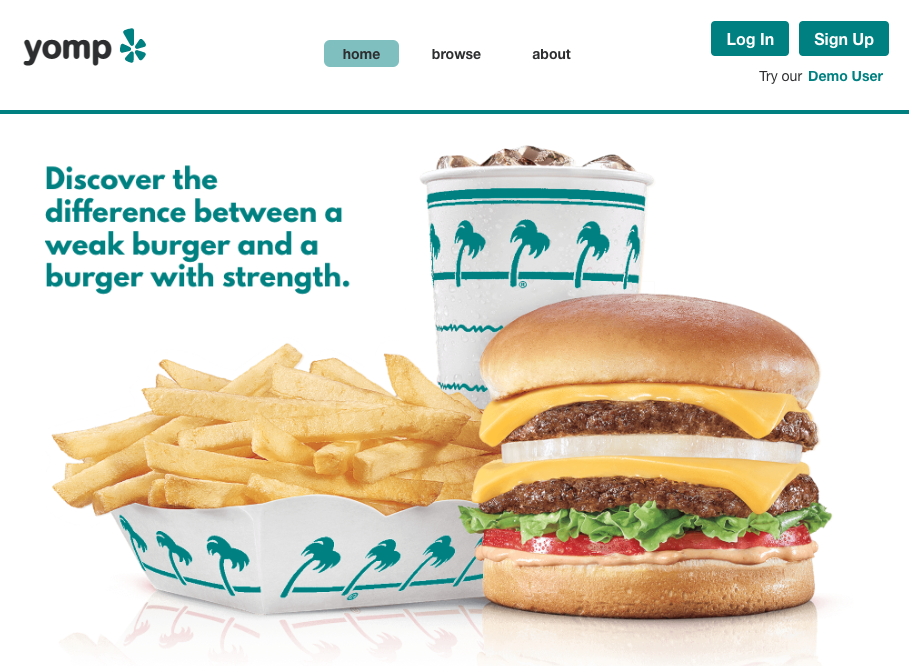 yomp
home
browse
about
Log In
Sign Up
Try our Demo User
Discover the
difference between a
weak burger and a
burger with strength.
®
®